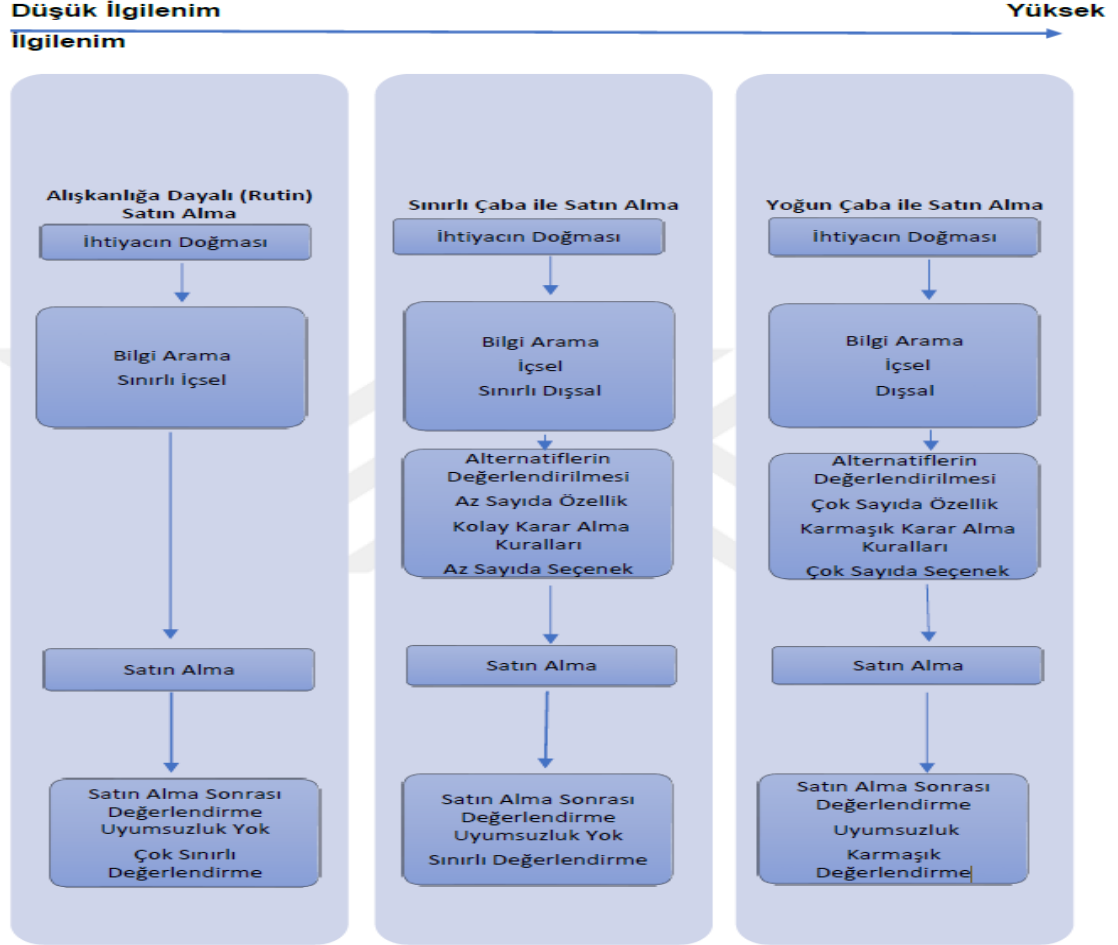 Düşük İlgilenim Yüksek
İlgilenim
Alışkanlığa Dayalı (Rutin)
Satın Alma
İhtiyacın Doğması
Bilgi Arama
Sınırlı İçsel
Satın Alma
Satın Alma Sonrası
Değerlendirme
Uyumsuzluk Yok
Çok Sınırlı
Değerlendirme
Sınırlı Çaba ile Satın Alma
İhtiyacın Doğması
Bilgi Arama
İçsel
Sınırlı Dışsal
Alternatiflerin
Değerlendirilmesi
Az Sayıda Özellik
Kolay Karar Alma
Kuralları
Az Sayıda Seçenek
Satın Alma
Satın Alma Sonrası
Değerlendirme
Uyumsuzluk Yok
Sınırlı Değerlendirme
Yoğun Çaba ile Satın Alma
İhtiyacın Doğması
Bilgi Arama
İçsel
Dışsal
Alternatiflerin
Değerlendirilmesi
Çok Sayıda Özellik
Karmaşık Karar Alma
Kuralları
Çok Sayıda Seçenek
Satın Alma
Satın Alma Sonrası
Değerlendirme
Uyumsuzluk
Karmaşık
Değerlendirme